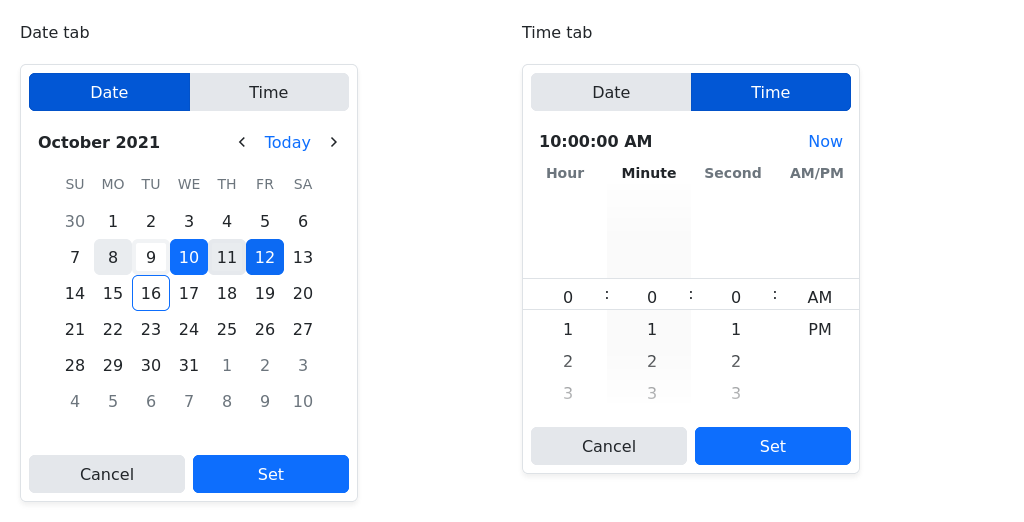 Date tab
Date Time
October 2021 Today
SU MO TU WE TH FR SA
30 1 2 3 4 5 6
7 8 9 10 11 12 13
14 15 16 17 18 19 20
21 22 23 24 25 26 27
28 29 30 31 1 2 3
4 5 6 7 8 9 10
Cancel Set
Time tab
Date Time
10:00:00 AM Now
Hour Minute Second AM/PM
0 : 0 : 0 : AM
1 1 1 PM
2 2 2
3 3 3
Cancel Set